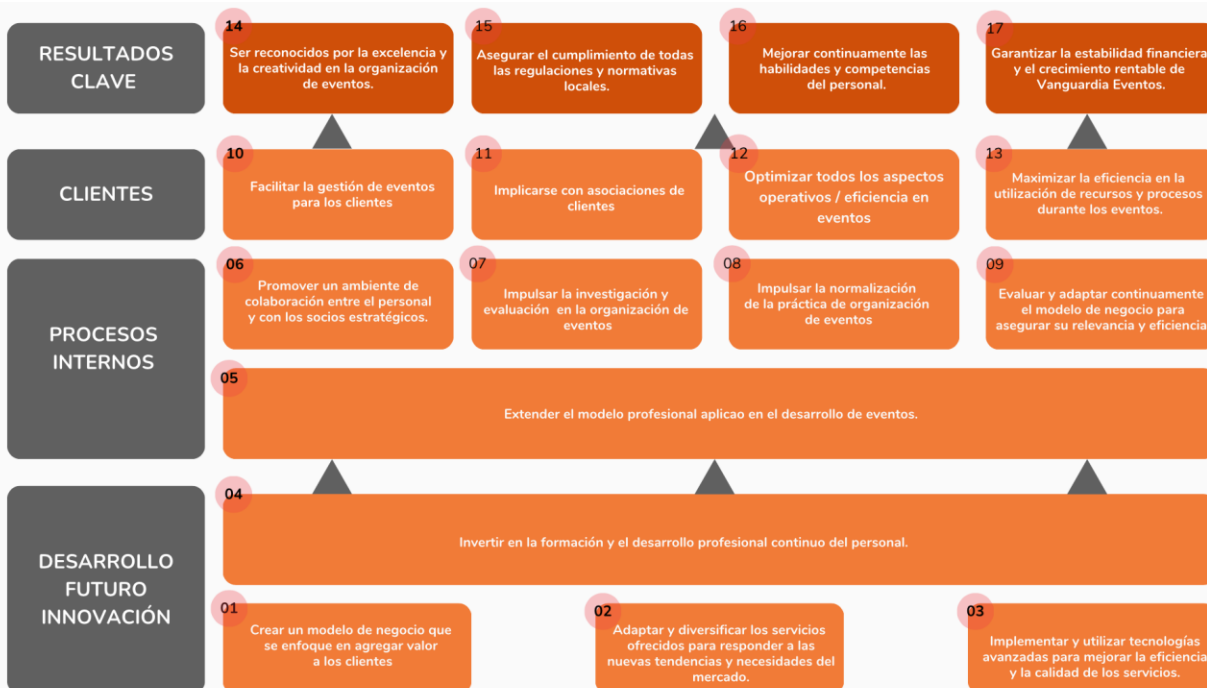 RESULTADOS
CLAVE
14
Ser reconocidos por la excelencia y
la creatividad en la organización
de eventos.
15
Asegurar el cumplimiento de todas
las regulaciones y normativas
locales.
16
Mejorar continuamente las
habilidades y competencias
del personal.
17
Garantizar la estabilidad financiera
y el crecimiento rentable de
Vanguardia Eventos.
CLIENTES
10
Facilitar la gestión de eventos
para los clientes
11
Implicarse con asociaciones de
clientes
12
Optimizar todos los aspectos
operativos / eficiencia en
eventos
13
Maximizar la eficiencia en la
utilización de recursos y procesos
durante los eventos.
PROCESOS
INTERNOS
06
Promover un ambiente de
colaboración entre el personal
y con los socios estratégicos.
07
Impulsar la investigación y
evaluación en la organización de
eventos
08
Impulsar la normalización
de la práctica de organización
de eventos
09
Evaluar y adaptar continuamente
el modelo de negocio para
asegurar su relevancia y eficiencia
05
Extender el modelo profesional aplicao en el desarrollo de eventos.
DESARROLLO
FUTURO
INNOVACIÓN
04
Invertir en la formación y el desarrollo profesional continuo del personal.
01
Crear un modelo de negocio que
se enfoque en agregar valor
a los clientes
02
Adaptar y diversificar los servicios
ofrecidos para responder a las
nuevas tendencias y necesidades del
mercado.
03
Implementar y utilizar tecnologías
avanzadas para mejorar la eficiencia
y la calidad de los servicios.